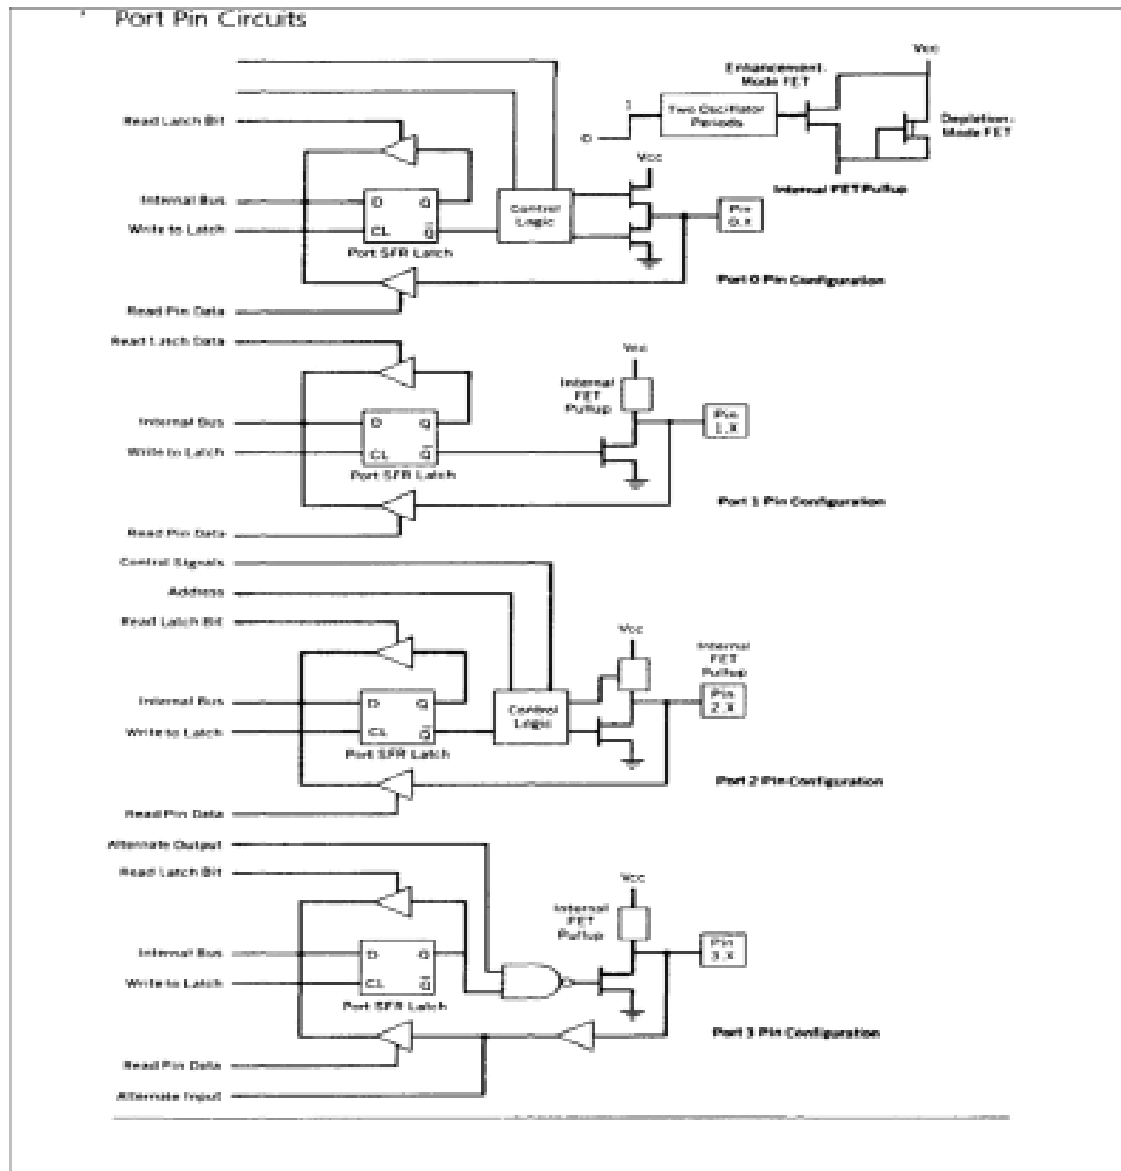 Port Pin Circuits
Vcc
Enhancement-
Mode FET
1
Two Oscillator
Periods
Depletion-
Mode FET
0
Read Latch Bit
Vcc
Internal FET Pullup
Internal Bus
D
Q
Control
Logic
Pin
0.X
Write to Latch
CL
Q̅
Port SFR Latch
Port 0 Pin Configuration
Read Pin Data
Read Latch Data
Vcc
Internal
FET
Pullup
Internal Bus
D
Q
Pin
1.X
Write to Latch
CL
Q̅
Port SFR Latch
Port 1 Pin Configuration
Read Pin Data
Control Signals
Address
Read Latch Bit
Vcc
Internal
FET
Pullup
Internal Bus
D
Q
Control
Logic
Pin
2.X
Write to Latch
CL
Q̅
Port SFR Latch
Port 2 Pin Configuration
Read Pin Data
Alternate Output
Read Latch Bit
Vcc
Internal
FET
Pullup
Internal Bus
D
Q
Pin
3.X
Write to Latch
CL
Q̅
Port SFR Latch
Port 3 Pin Configuration
Read Pin Data
Alternate Input